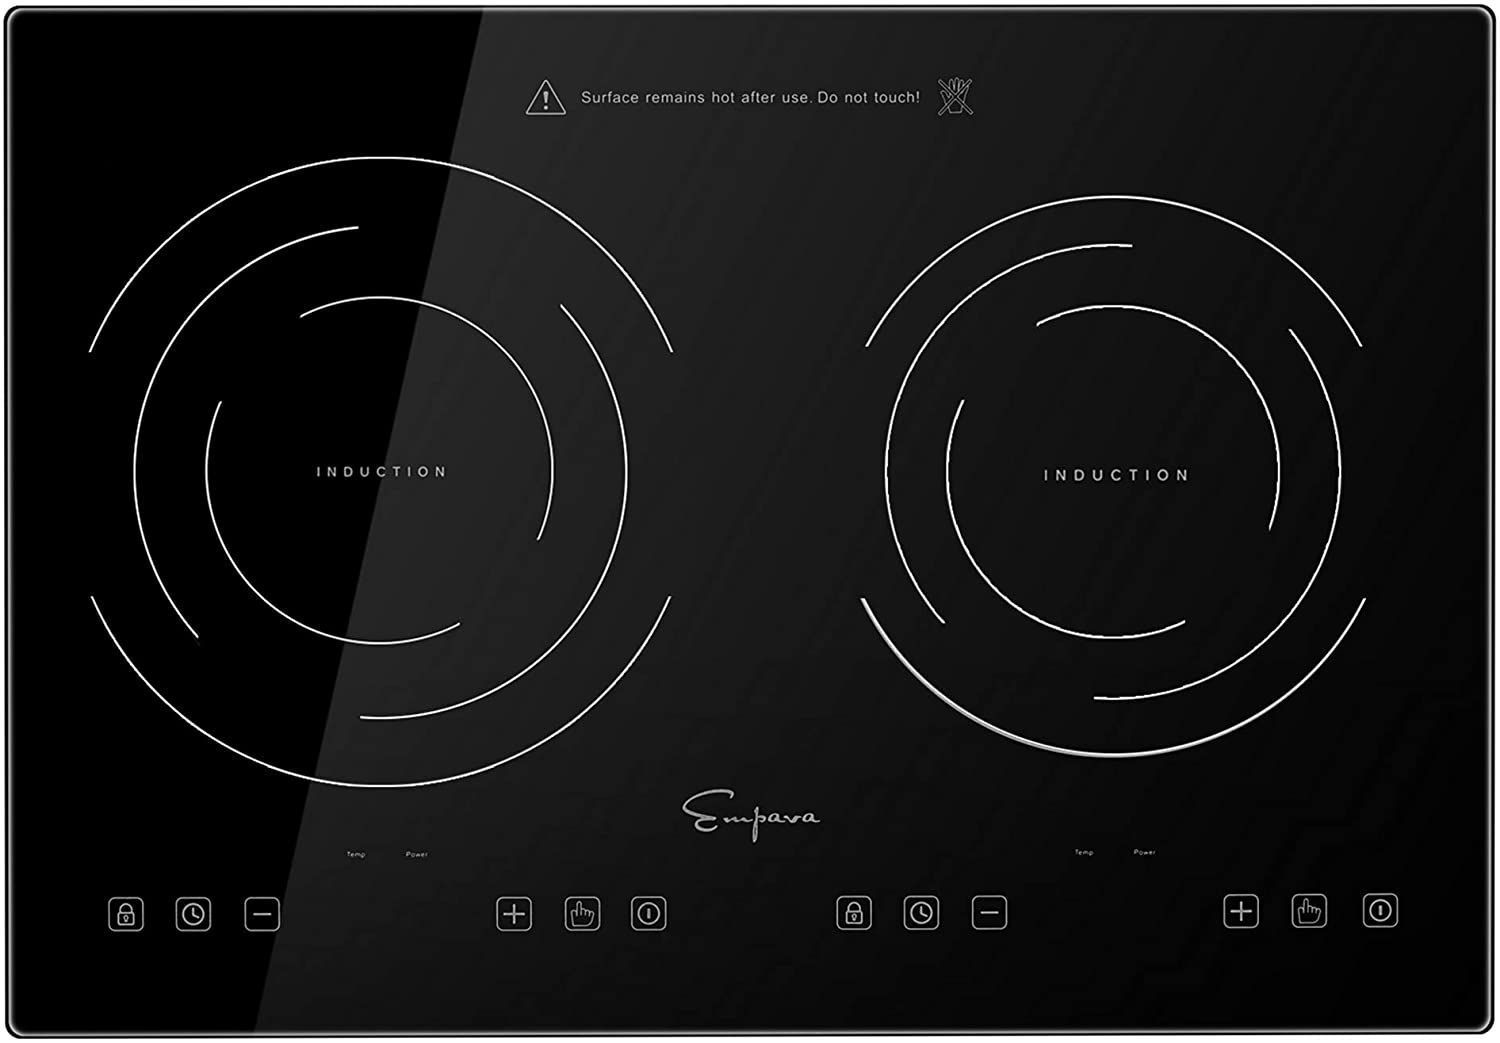 Surface remains hot after use. Do not touch!
INDUCTION
INDUCTION
Empava
Temp Power
Temp Power